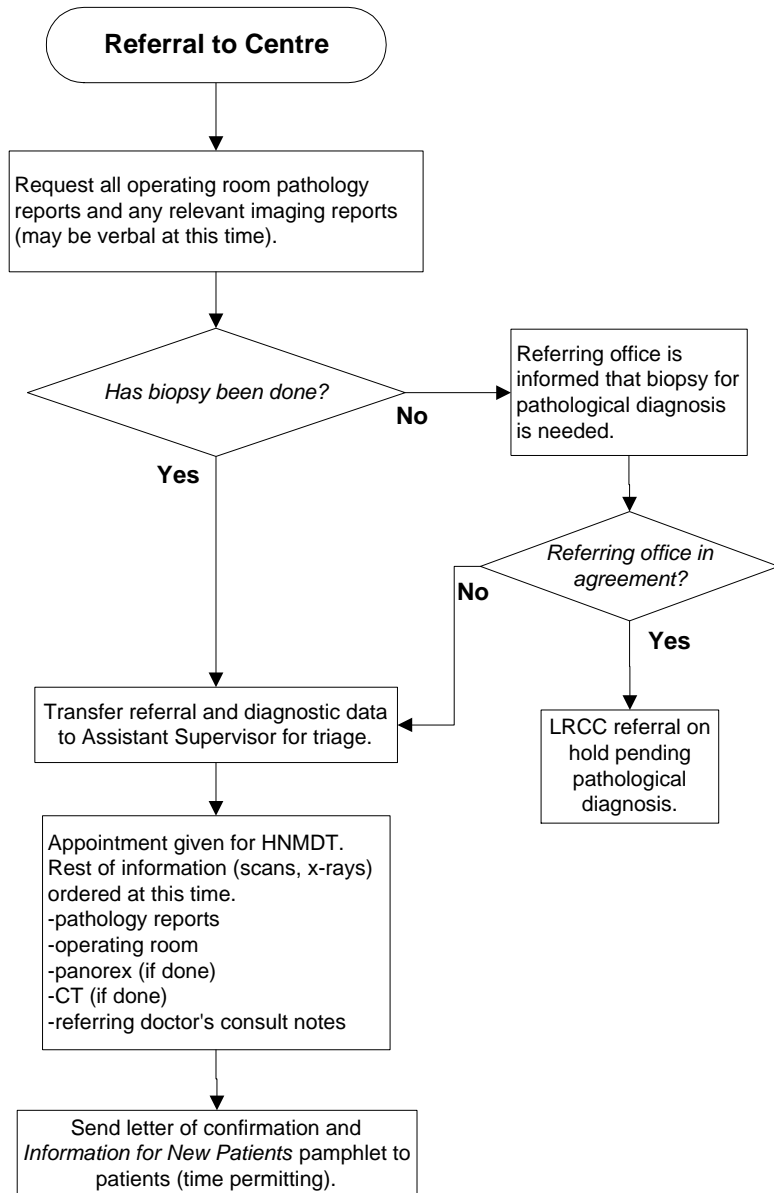 Referral to Centre
Request all operating room pathology
reports and any relevant imaging reports
(may be verbal at this time).
Has biopsy been done?
No
Yes
Referring office is
informed that biopsy for
pathological diagnosis
is needed.
Referring office in
agreement?
No
Yes
LRCC referral on
hold pending
pathological
diagnosis.
Transfer referral and diagnostic data
to Assistant Supervisor for triage.
Appointment given for HNMDT.
Rest of information (scans, x-rays)
ordered at this time.
-pathology reports
-operating room
-panorex (if done)
-CT (if done)
-referring doctor's consult notes
Send letter of confirmation and
Information for New Patients pamphlet to
patients (time permitting).